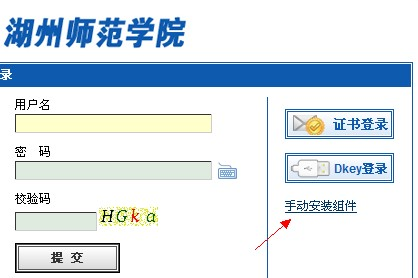 湖州师范学院
录
用户名
密 码
校验码
HGka
提 交
证书登录
Dkey登录
手动安装组件